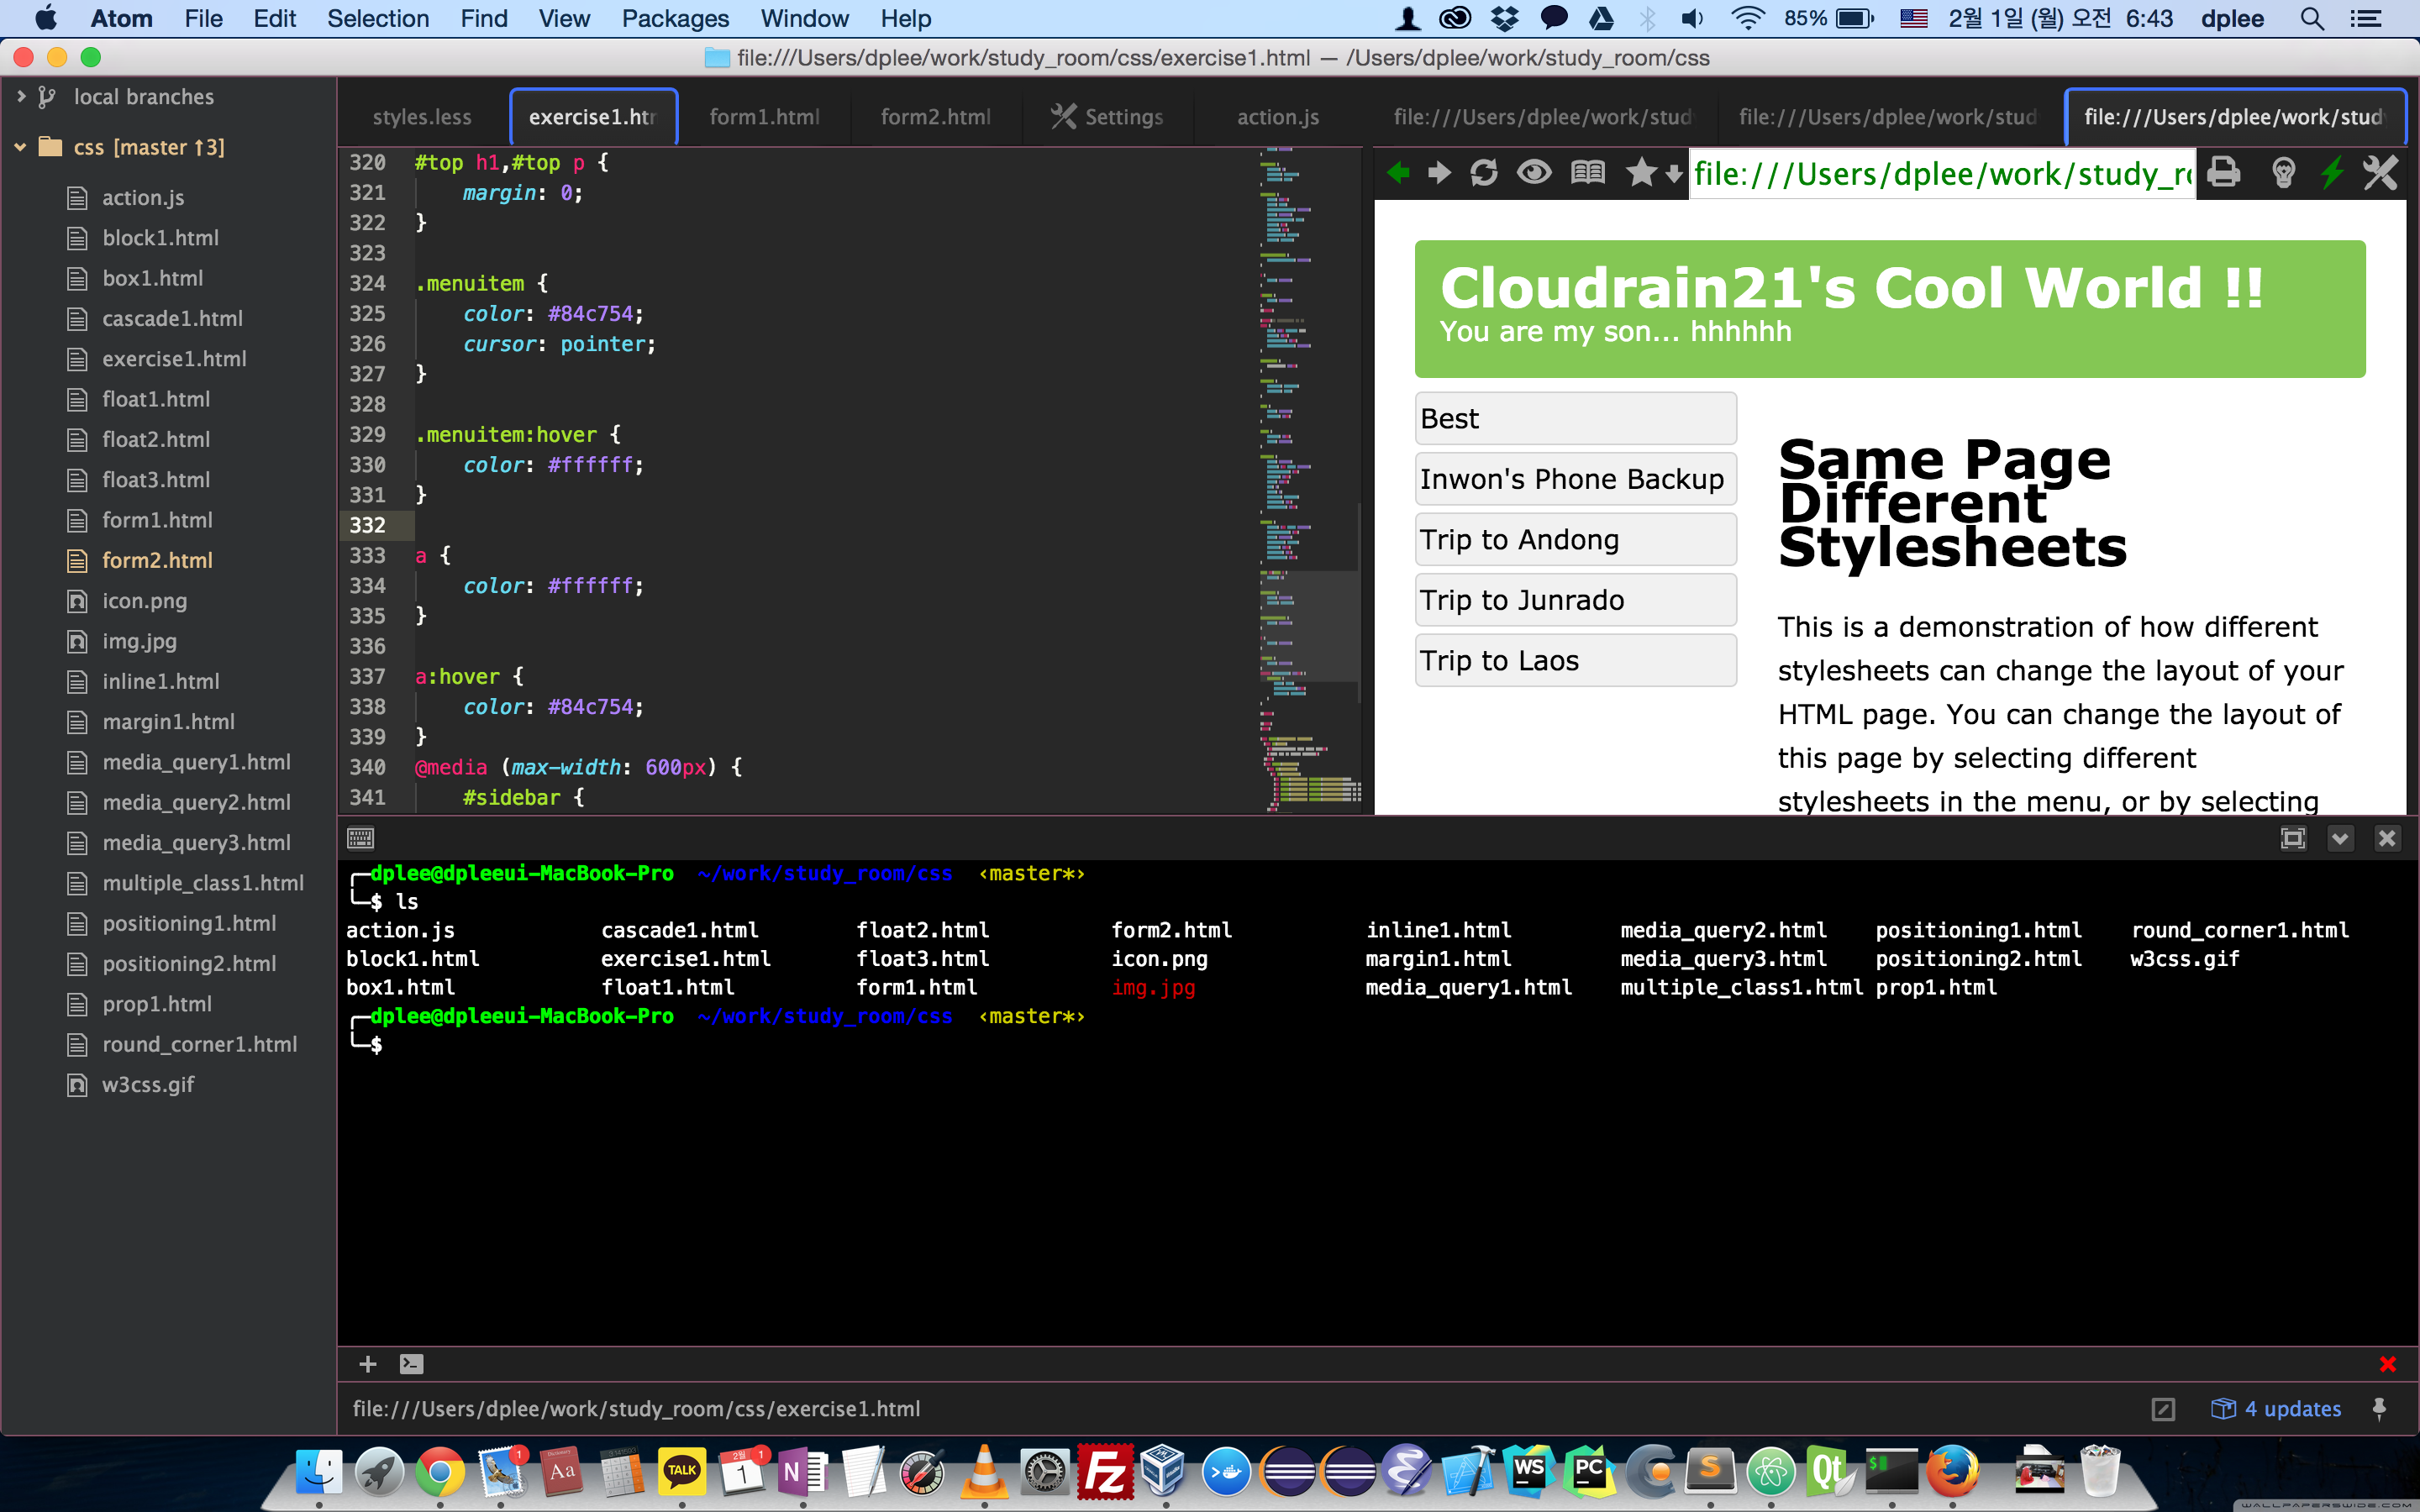 Atom File Edit Selection Find View Packages Window Help 85% 2월 1일 (월) 오전 6:43 dplee
file:///Users/dplee/work/study_room/css/exercise1.html — /Users/dplee/work/study_room/css
local branches
css [master ↑3]
action.js
block1.html
box1.html
cascade1.html
exercise1.html
float1.html
float2.html
float3.html
form1.html
form2.html
icon.png
img.jpg
inline1.html
margin1.html
media_query1.html
media_query2.html
media_query3.html
multiple_class1.html
positioning1.html
positioning2.html
prop1.html
round_corner1.html
w3css.gif
styles.less exercise1.htm form1.html form2.html Settings action.js file:///Users/dplee/work/stud file:///Users/dplee/work/stud file:///Users/dplee/work/stud
320 #top h1,#top p {
321 margin: 0;
322 }
323
324 .menuitem {
325 color: #84c754;
326 cursor: pointer;
327 }
328
329 .menuitem:hover {
330 color: #ffffff;
331 }
332
333 a {
334 color: #ffffff;
335 }
336
337 a:hover {
338 color: #84c754;
339 }
340 @media (max-width: 600px) {
341 #sidebar {
file:///Users/dplee/work/study_r
Cloudrain21's Cool World !!
You are my son... hhhhhh
Best
Inwon's Phone Backup
Trip to Andong
Trip to Junrado
Trip to Laos
Same Page
Different
Stylesheets
This is a demonstration of how different
stylesheets can change the layout of your
HTML page. You can change the layout of
this page by selecting different
stylesheets in the menu, or by selecting
dplee@dpleeui-MacBook-Pro ~/work/study_room/css ‹master*›
$ ls
action.js cascade1.html float2.html form2.html inline1.html media_query2.html positioning1.html round_corner1.html
block1.html exercise1.html float3.html icon.png margin1.html media_query3.html positioning2.html w3css.gif
box1.html float1.html form1.html img.jpg media_query1.html multiple_class1.html prop1.html
dplee@dpleeui-MacBook-Pro ~/work/study_room/css ‹master*›
$
file:///Users/dplee/work/study_room/css/exercise1.html
4 updates
1 Aa TALK 2월 1 1 N FZ WS PC S Qt $
WALLPAPERSWIDE.COM